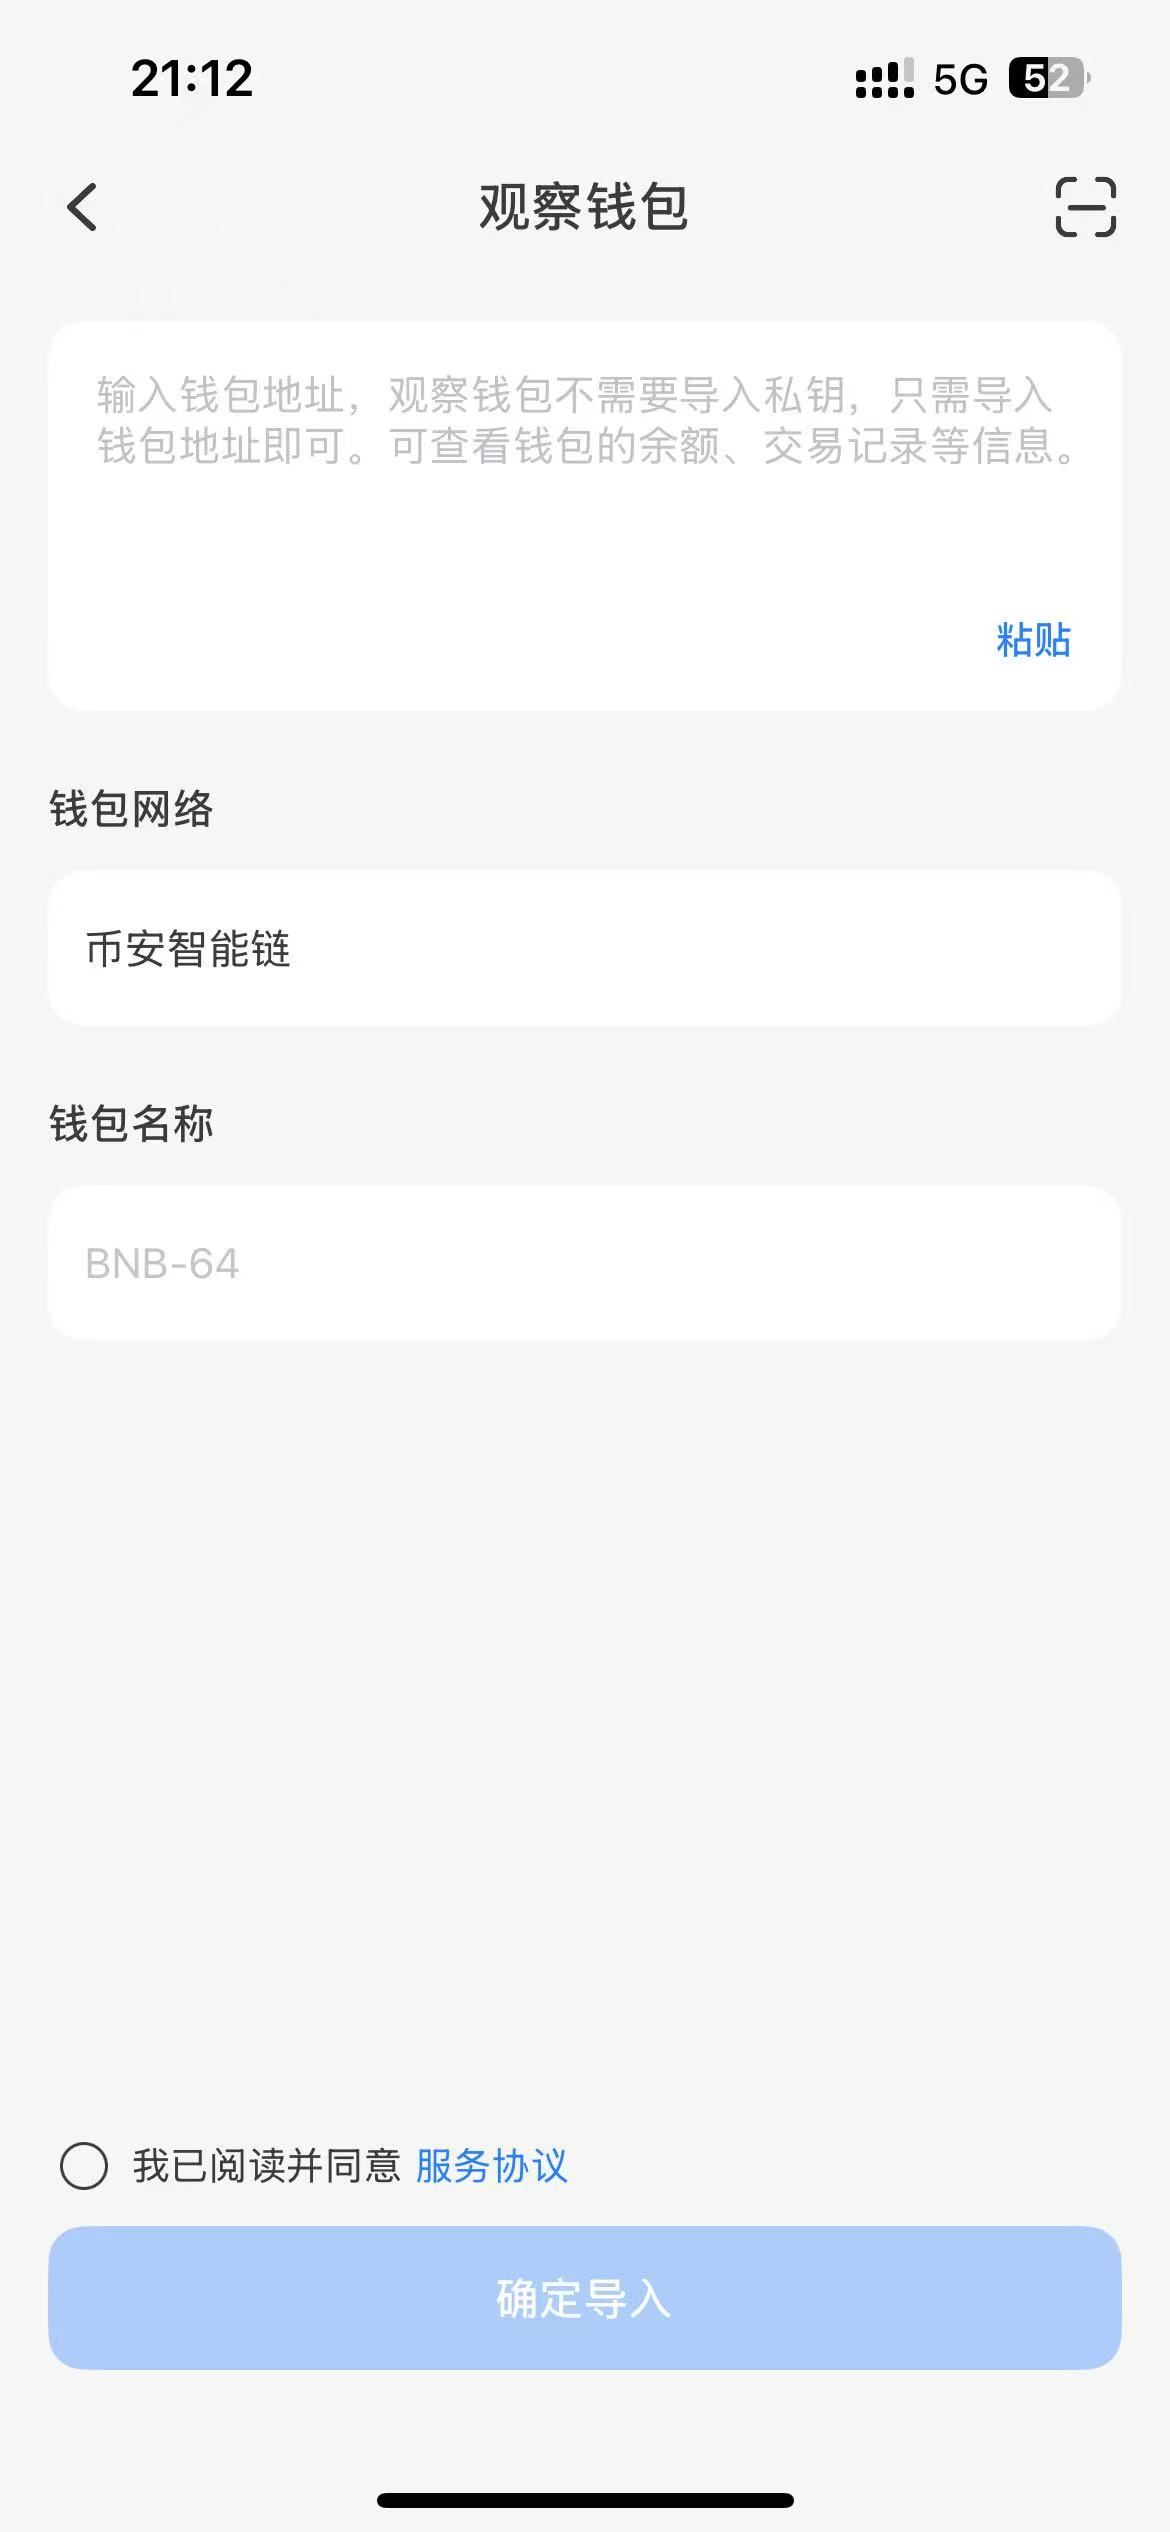 21:12
5G
52
观察钱包
输入钱包地址，观察钱包不需要导入私钥，只需导入
钱包地址即可。可查看钱包的余额、交易记录等信息。
粘贴
钱包网络
币安智能链
钱包名称
BNB-64
我已阅读并同意 服务协议
确定导入